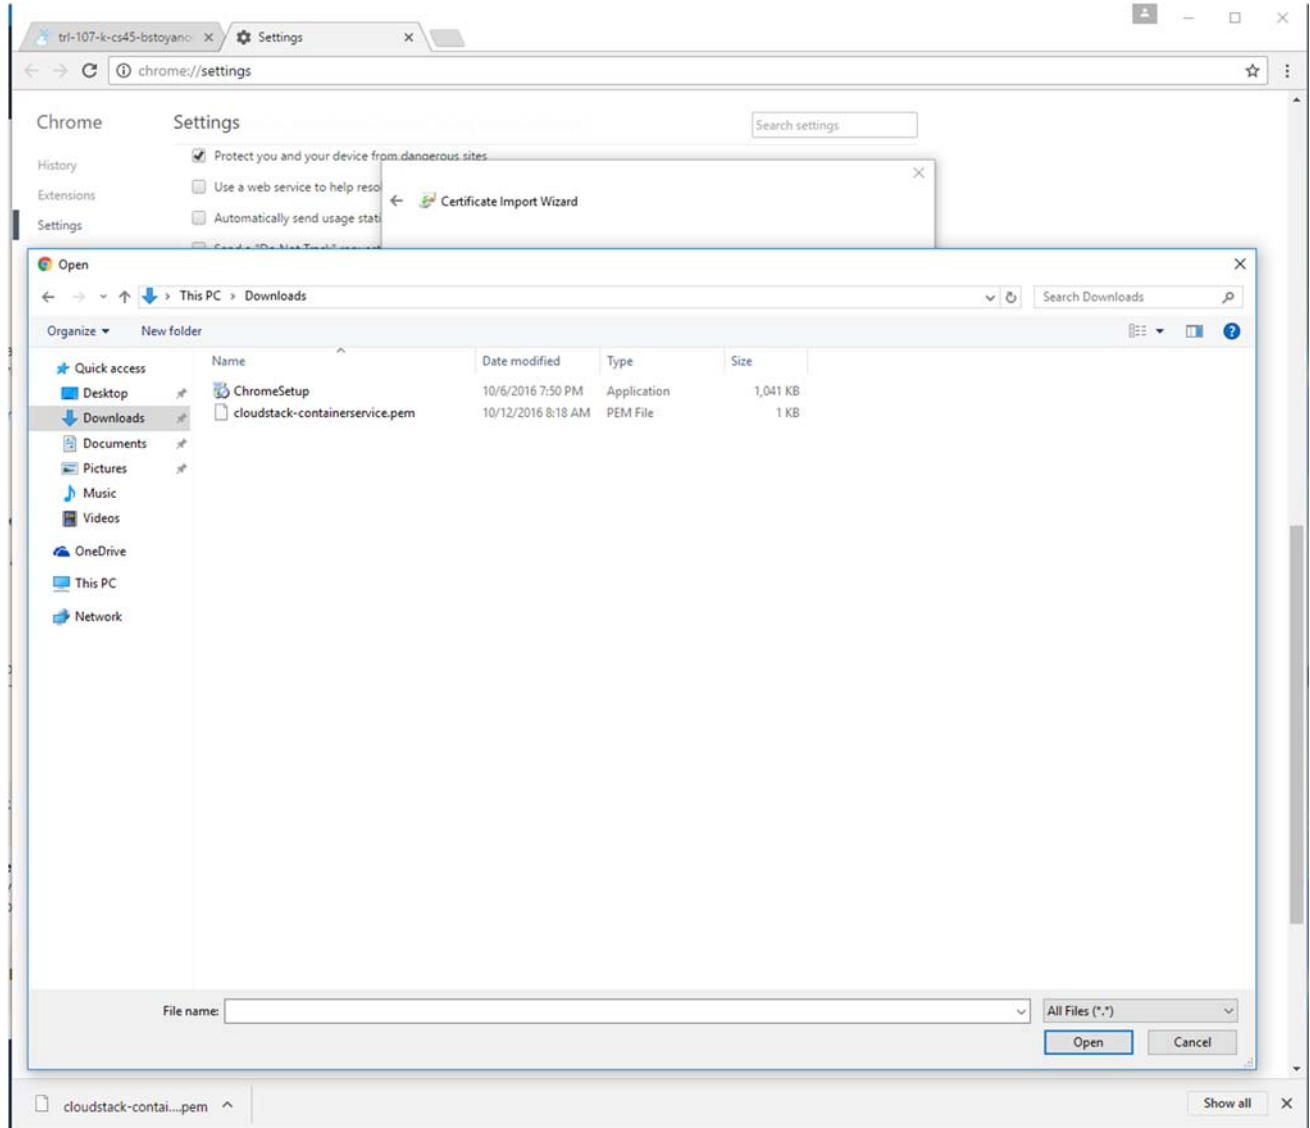 trl-107-k-cs45-bstoyano
Settings
chrome://settings
Chrome
Settings
Search settings
History
Extensions
Settings
Protect you and your device from dangerous sites
Use a web service to help reso
Automatically send usage stati
Send a "Do Not Track" request
Certificate Import Wizard
Open
This PC > Downloads
Search Downloads
Organize
New folder
Name Date modified Type Size
Quick access
Desktop
Downloads
Documents
Pictures
Music
Videos
OneDrive
This PC
Network
ChromeSetup 10/6/2016 7:50 PM Application 1,041 KB
cloudstack-containerservice.pem 10/12/2016 8:18 AM PEM File 1 KB
File name:
All Files (*.*)
Open Cancel
cloudstack-contai....pem
Show all